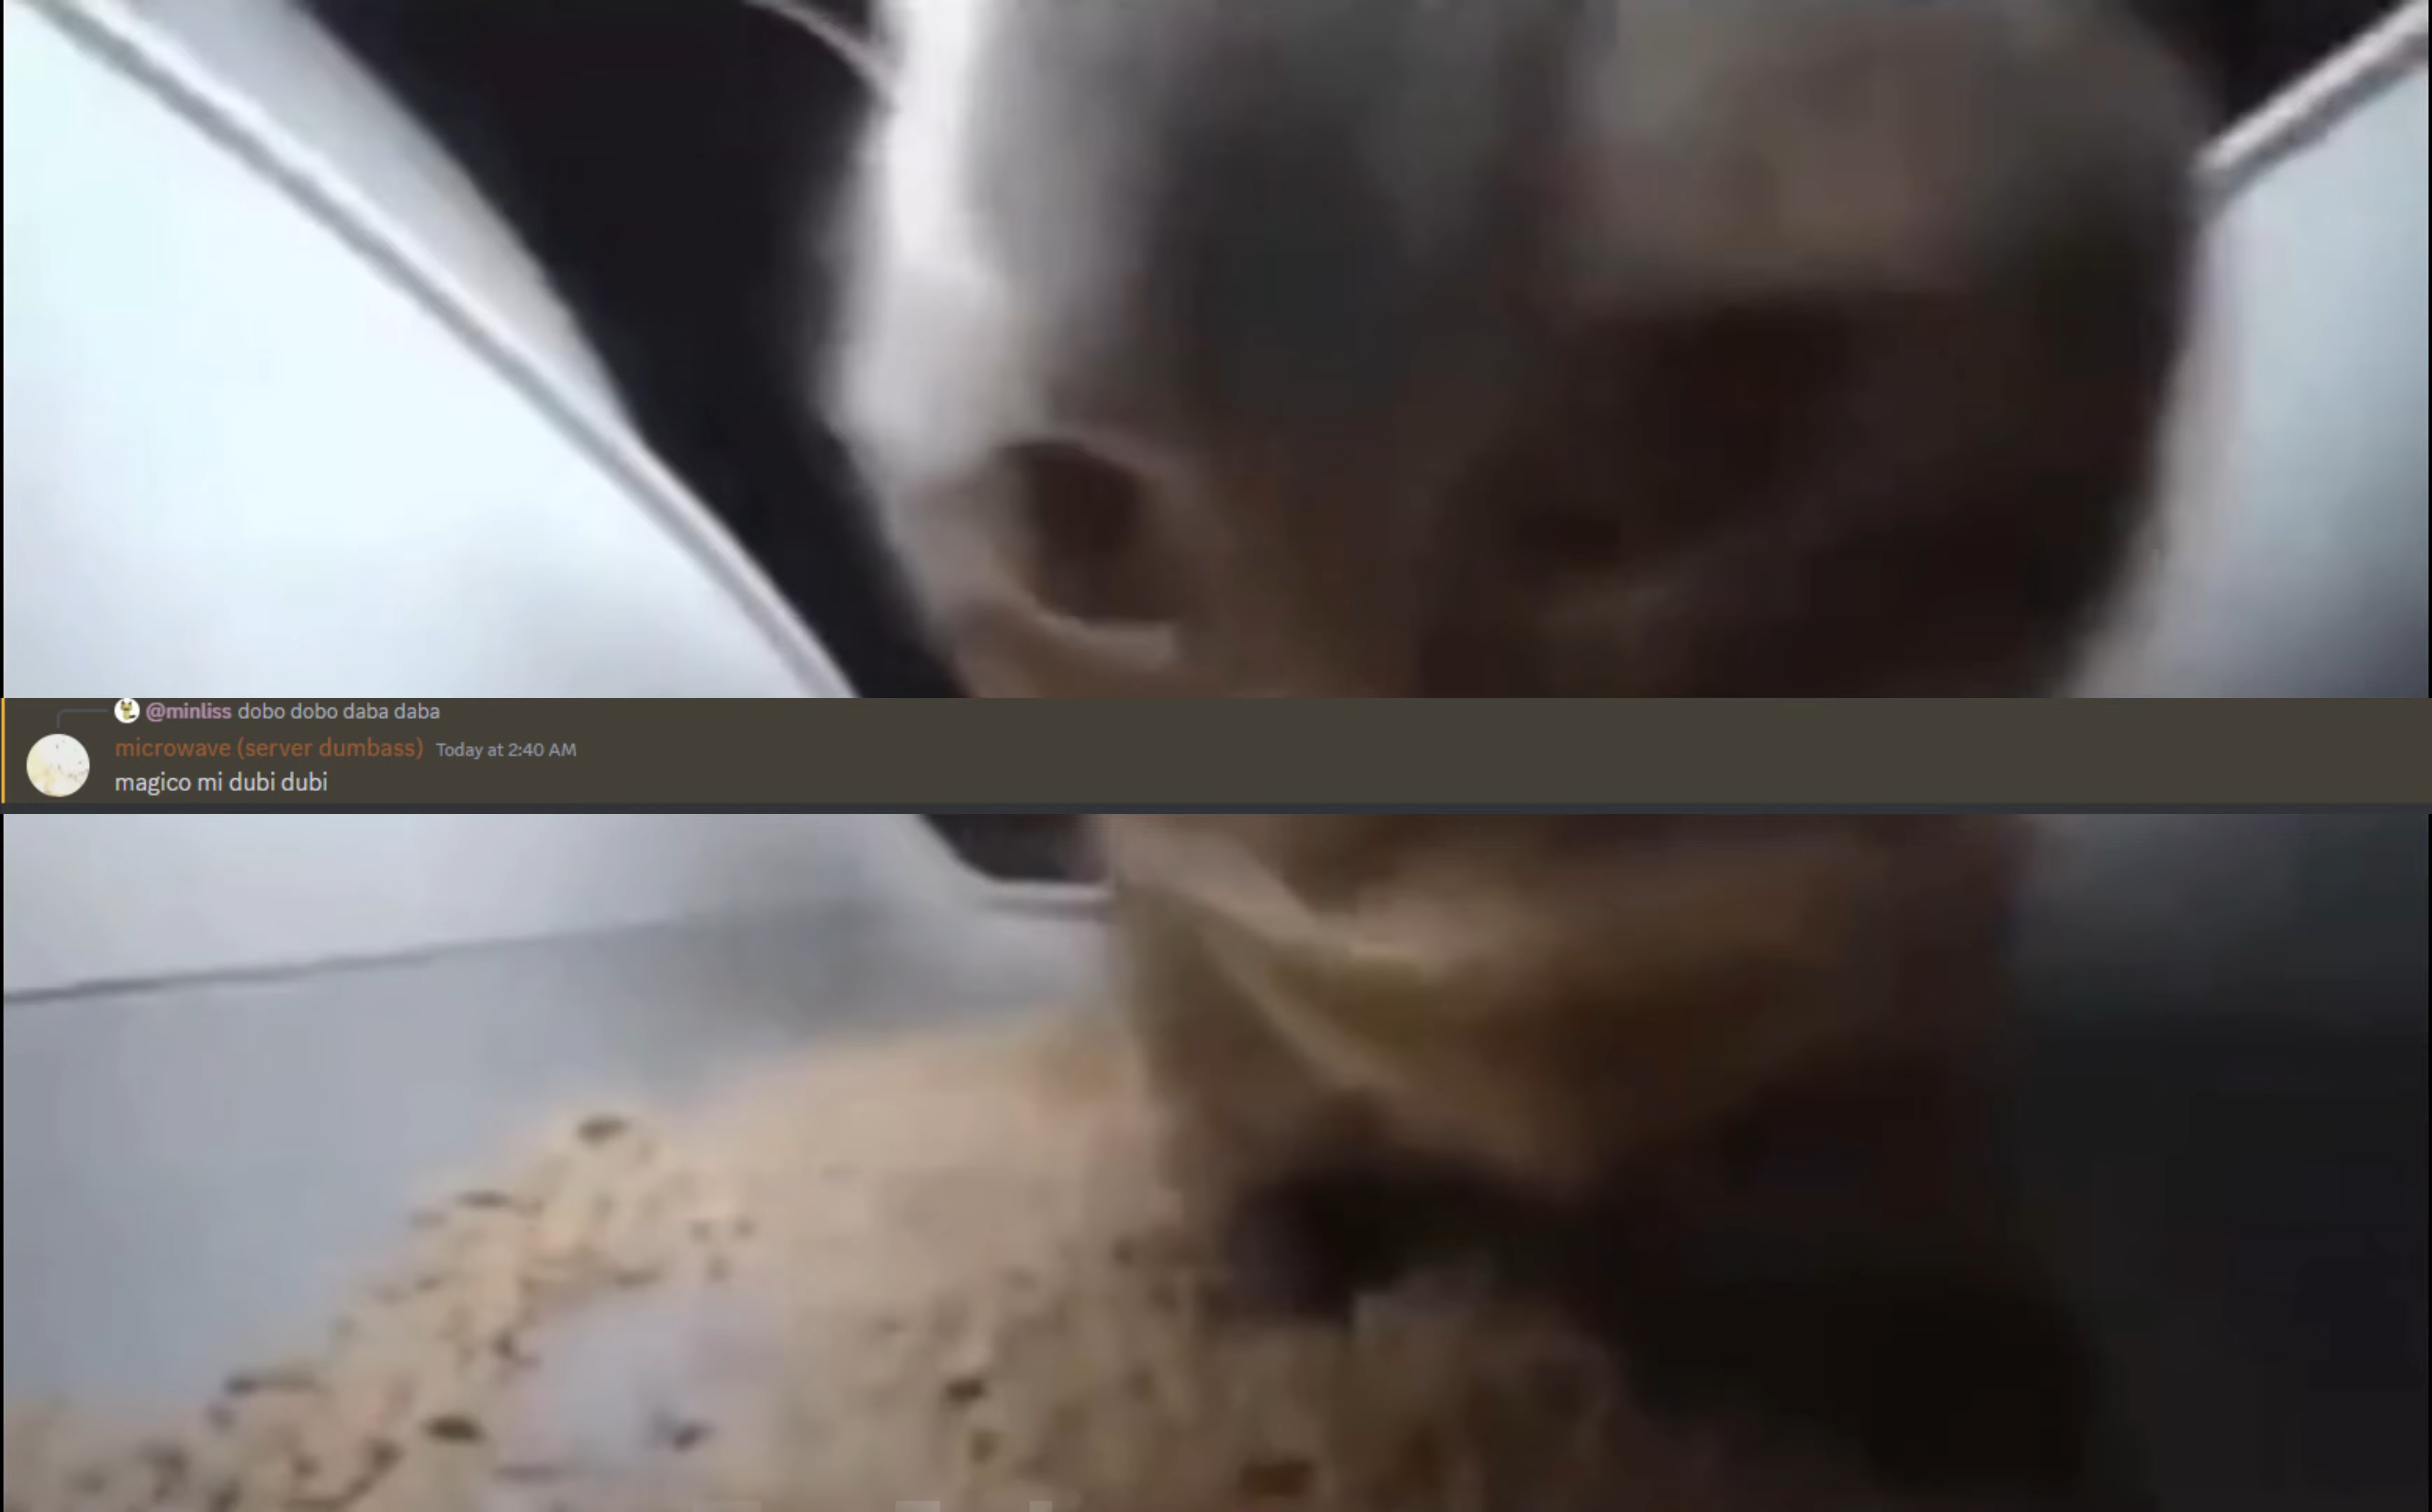 @minliss dobo dobo daba daba
microwave (server dumbass) Today at 2:40 AM
magico mi dubi dubi